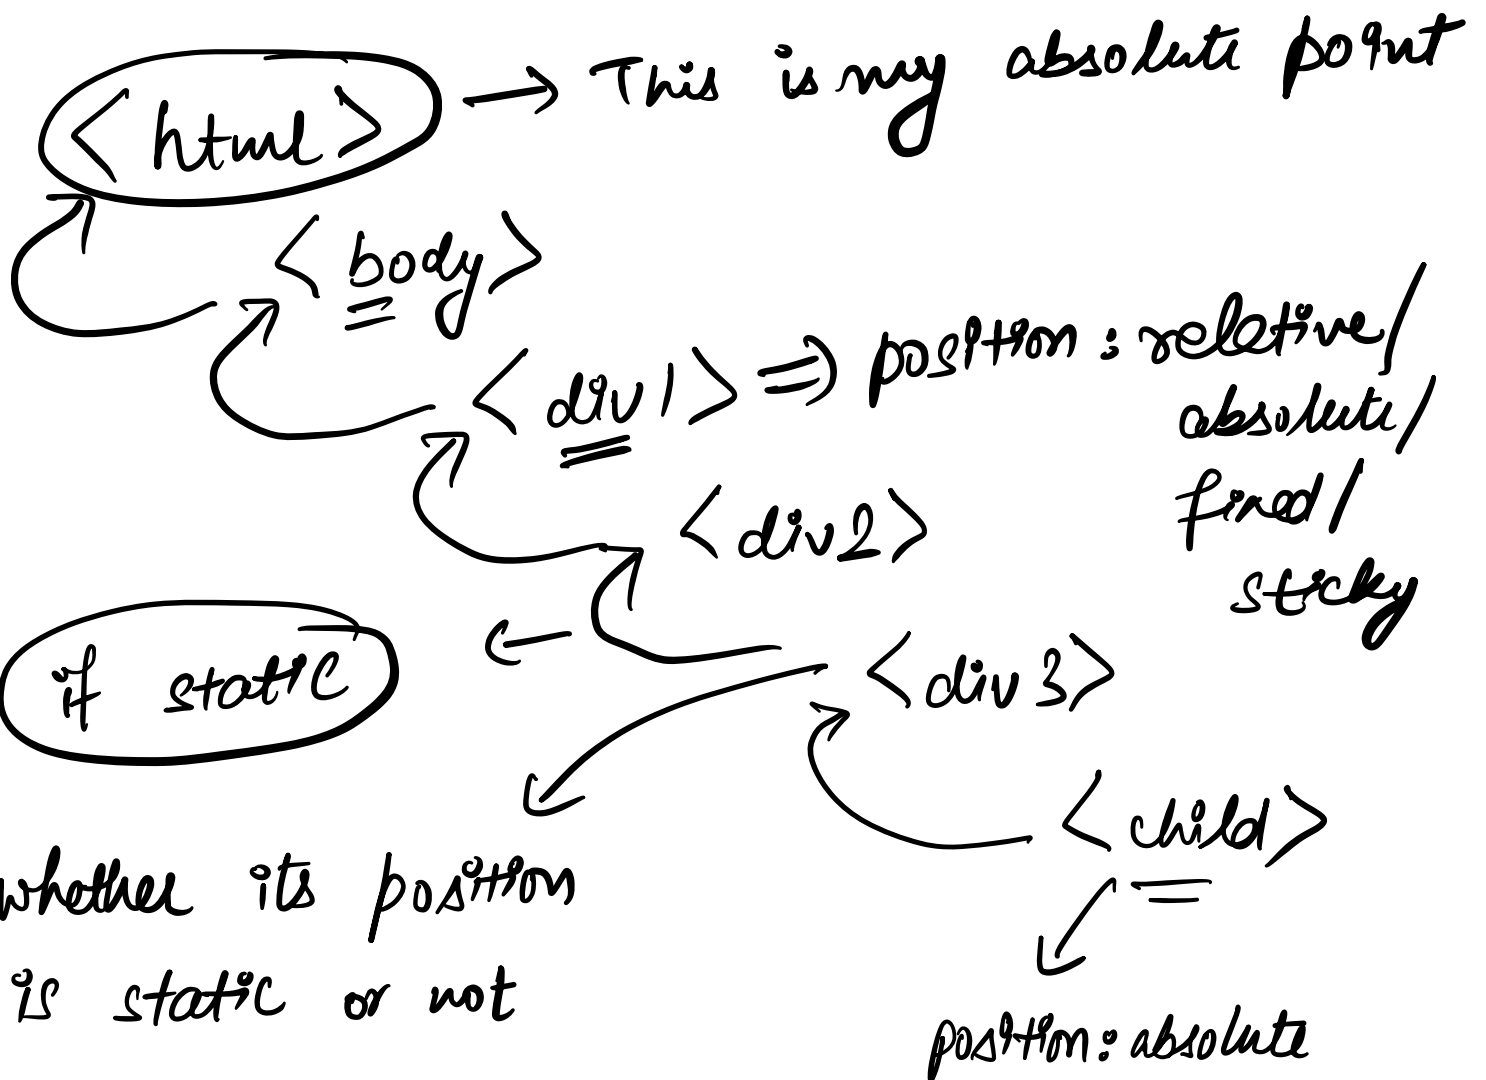 <html> → This is my absolute point
<body>
<div1> ⇒ position: reletive/
absolute/
fixed/
<div2>
sticky
if static
<div3>
<child>
whether its position
is static or not
position: absolute